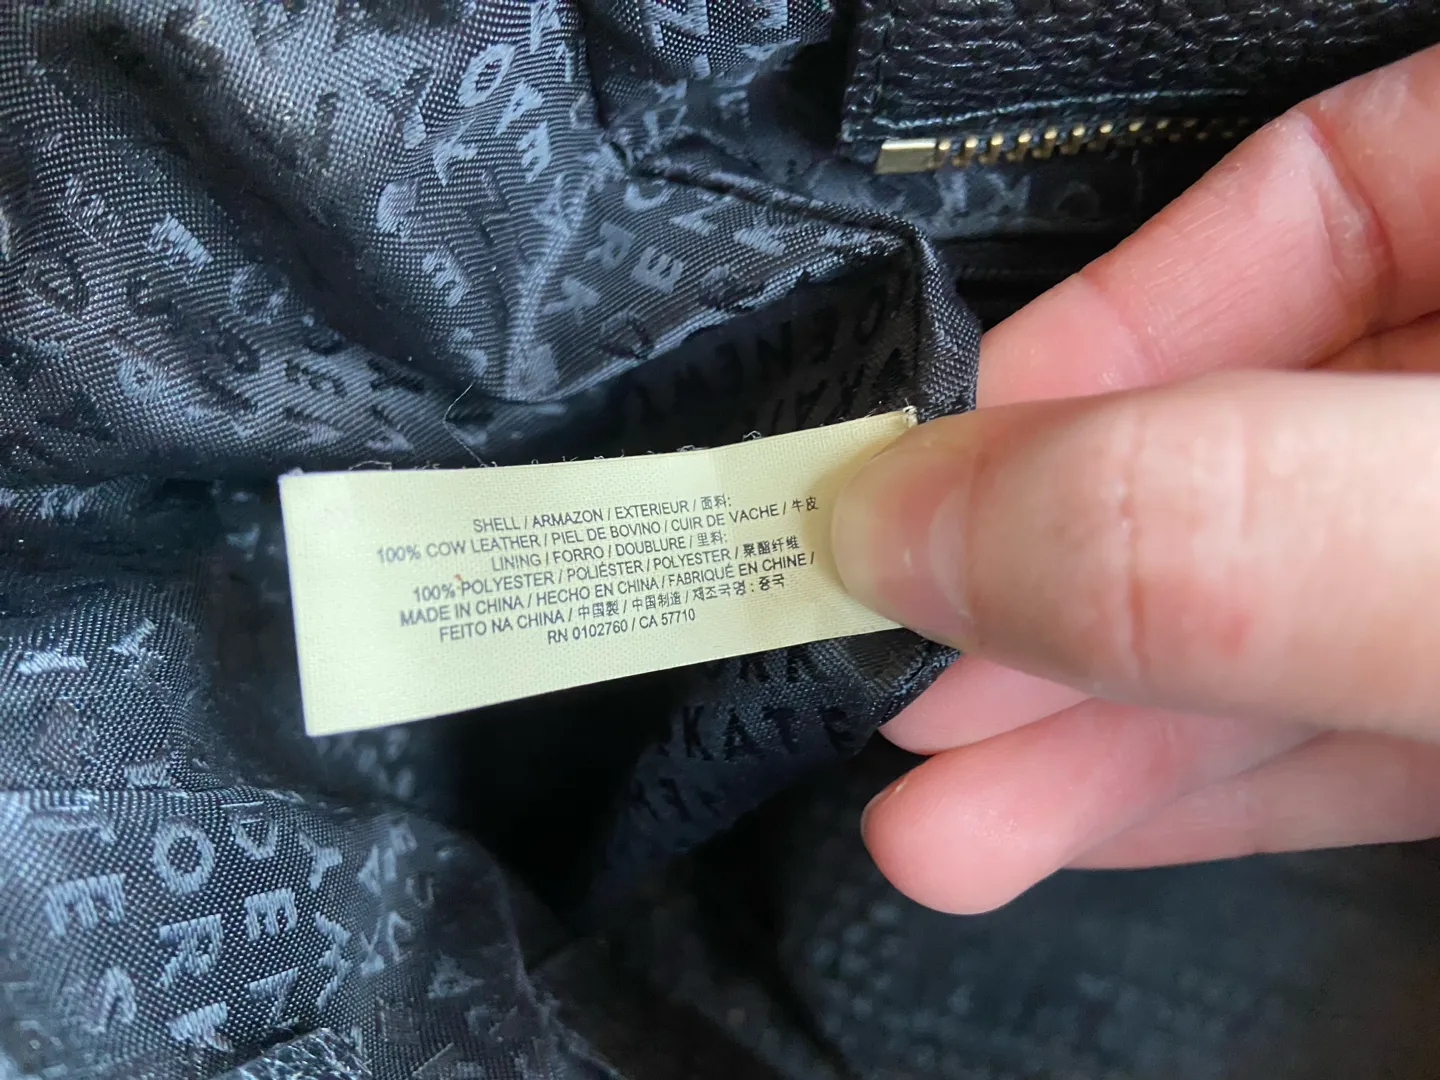 SHELL / ARMAZON / EXTERIEUR / 面料:
100% COW LEATHER / PIEL DE BOVINO / CUIR DE VACHE / 牛皮
LINING / FORRO / DOUBLURE / 里料:
100% POLYESTER / POLIÉSTER / POLYESTER / 聚酯纤维
MADE IN CHINA / HECHO EN CHINA / FABRIQUÉ EN CHINE /
FEITO NA CHINA / 中国製 / 中国制造 / 제조국명 : 중국
RN 0102760 / CA 57710
KATE
YORK